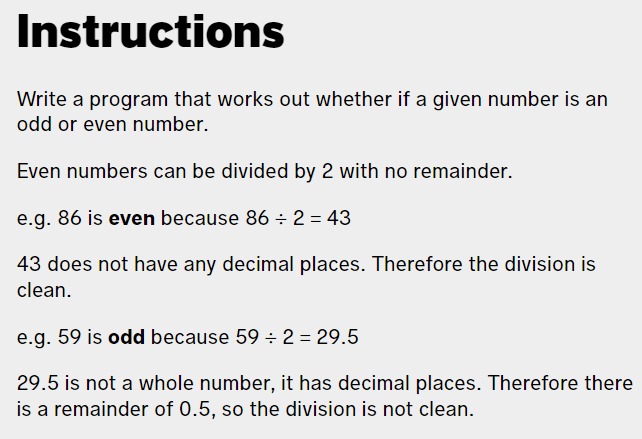 Instructions
Write a program that works out whether if a given number is an
odd or even number.
Even numbers can be divided by 2 with no remainder.
e.g. 86 is even because 86 ÷ 2 = 43
43 does not have any decimal places. Therefore the division is
clean.
e.g. 59 is odd because 59 ÷ 2 = 29.5
29.5 is not a whole number, it has decimal places. Therefore there
is a remainder of 0.5, so the division is not clean.